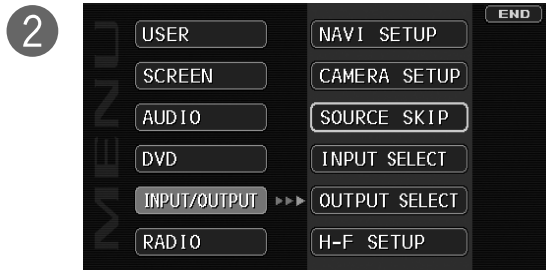 2
END
MENU
USER
SCREEN
AUDIO
DVD
INPUT/OUTPUT
RADIO
NAVI SETUP
CAMERA SETUP
SOURCE SKIP
INPUT SELECT
OUTPUT SELECT
H-F SETUP